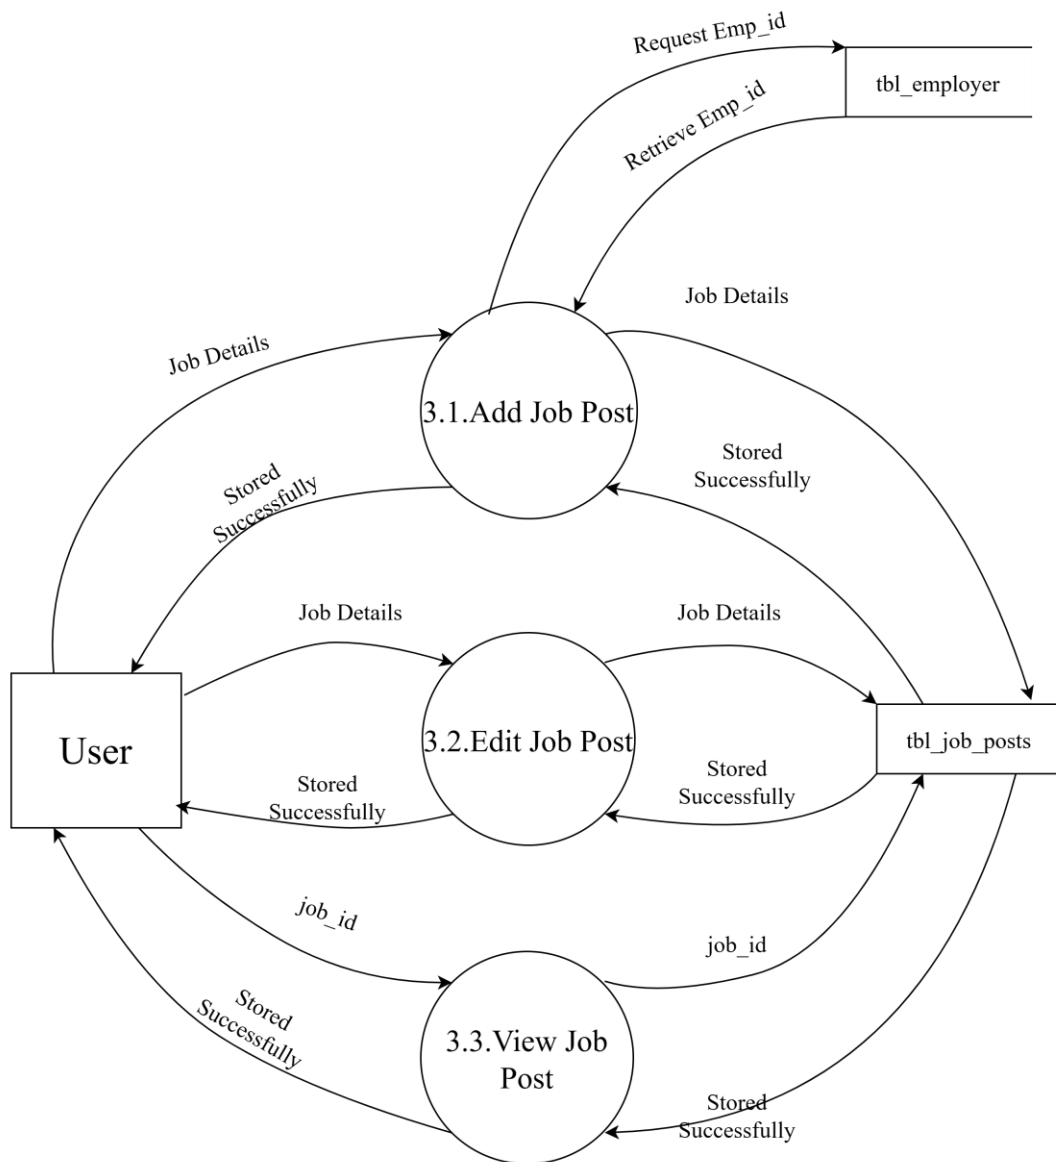 Request Emp_id
tbl_employer
Retrieve Emp_id
Job Details
Job Details
3.1.Add Job Post
Stored
Successfully
Stored
Successfully
Job Details
Job Details
User
3.2.Edit Job Post
tbl_job_posts
Stored
Successfully
Stored
Successfully
job_id
job_id
Stored
Successfully
3.3.View Job
Post
Stored
Successfully